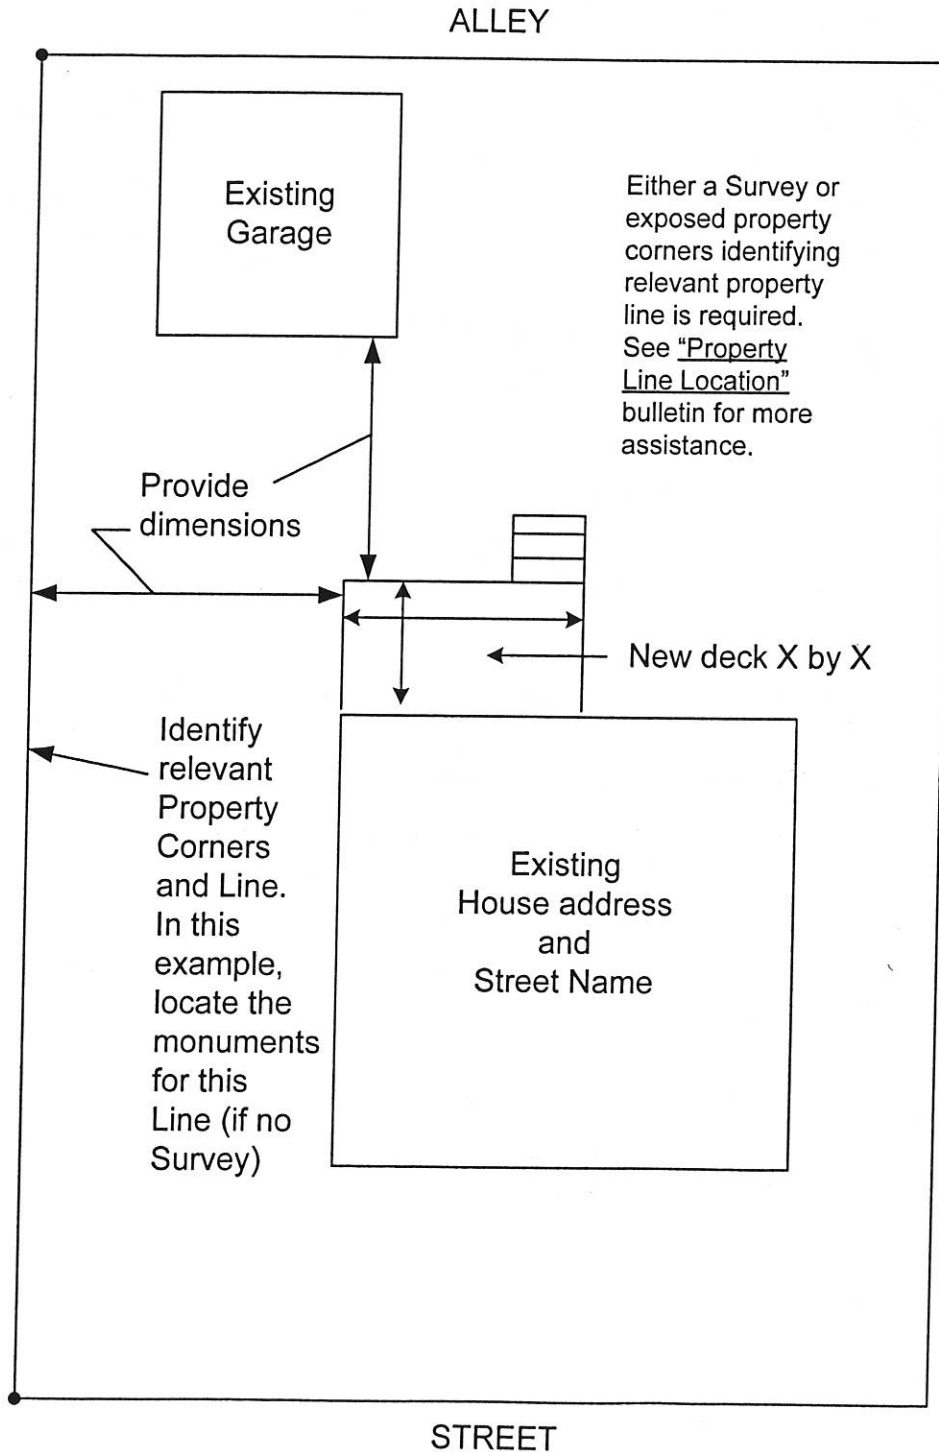 ALLEY
Existing
Garage
Either a Survey or
exposed property
corners identifying
relevant property
line is required.
See “Property
Line Location”
bulletin for more
assistance.
Provide
dimensions
New deck X by X
Identify
relevant
Property
Corners
and Line.
In this
example,
locate the
monuments
for this
Line (if no
Survey)
Existing
House address
and
Street Name
STREET